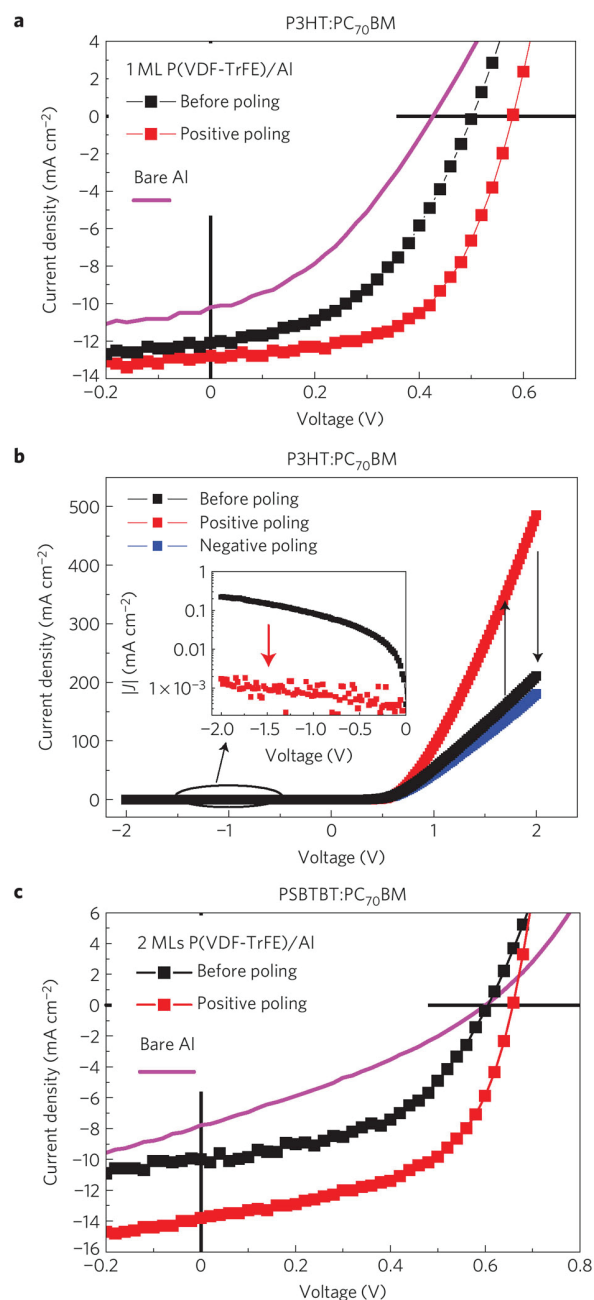 a
P3HT:PC70BM
4
2
0
−2
−4
−6
−8
−10
−12
−14
Current density (mA cm−2)
1 ML P(VDF-TrFE)/Al
Before poling
Positive poling
Bare Al
−0.2 0 0.2 0.4 0.6
Voltage (V)
b
P3HT:PC70BM
500
400
300
200
100
0
Current density (mA cm−2)
Before poling
Positive poling
Negative poling
1
0.1
0.01
1 × 10−3
|J| (mA cm−2)
−2.0 −1.5 −1.0 −0.5 0
Voltage (V)
−2 −1 0 1 2
Voltage (V)
c
PSBTBT:PC70BM
6
4
2
0
−2
−4
−6
−8
−10
−12
−14
−16
Current density (mA cm−2)
2 MLs P(VDF-TrFE)/Al
Before poling
Positive poling
Bare Al
−0.2 0 0.2 0.4 0.6 0.8
Voltage (V)